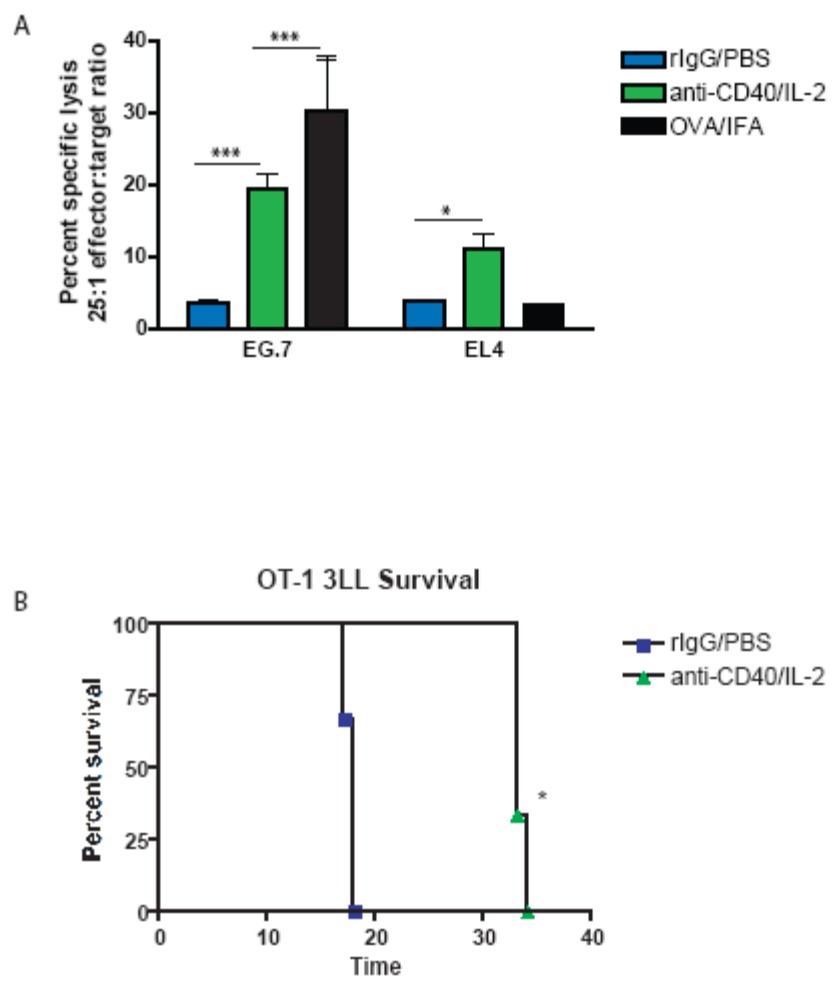 A
Percent specific lysis
25:1 effector:target ratio
40
30
20
10
0
***
***
*
EG.7
EL4
rIgG/PBS
anti-CD40/IL-2
OVA/IFA
B
OT-1 3LL Survival
Percent survival
100
75
50
25
0
*
0 10 20 30 40
Time
rIgG/PBS
anti-CD40/IL-2